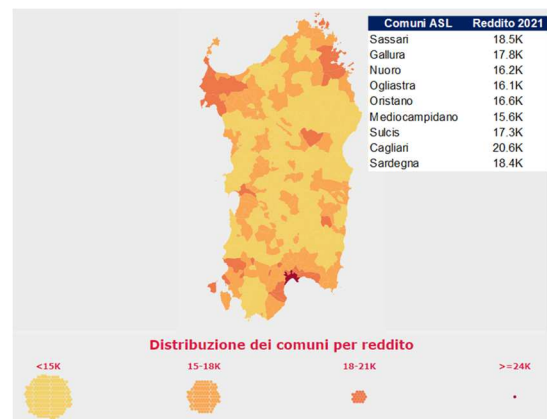 Comuni ASL Reddito 2021
Sassari 18.5K
Gallura 17.8K
Nuoro 16.2K
Ogliastra 16.1K
Oristano 16.6K
Mediocampidano 15.6K
Sulcis 17.3K
Cagliari 20.6K
Sardegna 18.4K
Distribuzione dei comuni per reddito
<15K 15-18K 18-21K >=24K